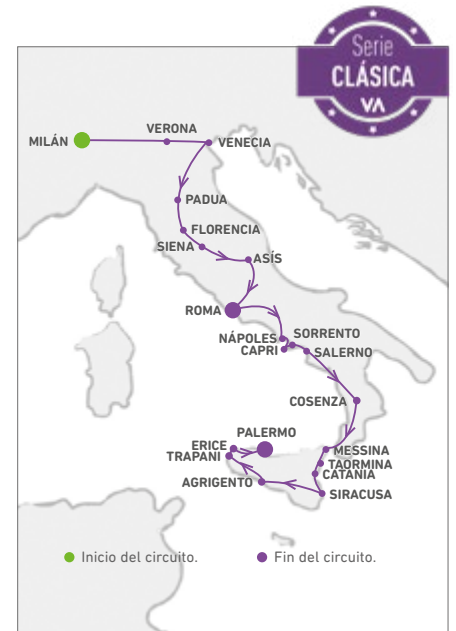 Serie
CLÁSICA
VA
MILÁN
VERONA
VENECIA
PADUA
FLORENCIA
SIENA
ASÍS
ROMA
NÁPOLES
SORRENTO
CAPRI
SALERNO
COSENZA
PALERMO
ERICE
TRAPANI
MESSINA
TAORMINA
CATANIA
AGRIGENTO
SIRACUSA
Inicio del circuito.
Fin del circuito.